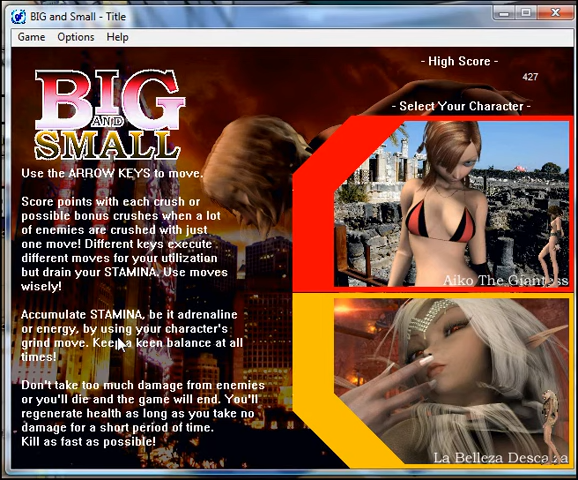 BIG and Small - Title
Game Options Help
- High Score -
427
- Select Your Character -
BIG
AND
SMALL
Use the ARROW KEYS to move.
Score points with each crush or
possible bonus crushes when a lot
of enemies are crushed with just
one move! Different keys execute
different moves for your utilization
but drain your STAMINA. Use moves
wisely!
Accumulate STAMINA, be it adrenaline
or energy, by using your character's
grind move. Keep a keen balance at all
times!
Don't take too much damage from enemies
or you'll die and the game will end. You'll
regenerate health as long as you take no
damage for a short period of time.
Kill as fast as possible!
Aiko The Giantess
La Belleza Descalza